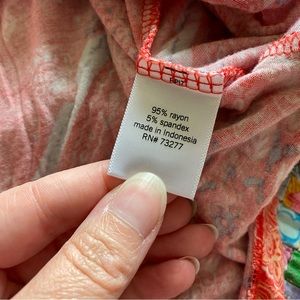 95% rayon
5% spandex
made in Indonesia
RN# 73277